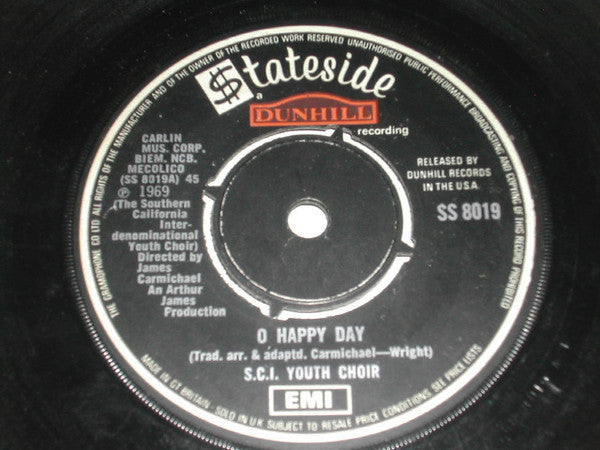 THE GRAMOPHONE CO LTD. ALL RIGHTS OF THE MANUFACTURER AND OF THE OWNER OF THE RECORDED WORK RESERVED UNAUTHORISED PUBLIC PERFORMANCE BROADCASTING AND COPYING OF THIS RECORD PROHIBITED
$tateside
a
DUNHILL
recording
CARLIN
MUS. CORP.
BIEM. NCB.
MECOLICO
(SS 8019A) 45
℗ 1969
(The Southern
California
Inter-
denominational
Youth Choir)
Directed by
James
Carmichael
An Arthur
James
Production
RELEASED BY
DUNHILL RECORDS
IN THE U.S.A.
SS 8019
O HAPPY DAY
(Trad. arr. & adaptd. Carmichael—Wright)
S.C.I. YOUTH CHOIR
EMI
MADE IN GT BRITAIN · SOLD IN U.K SUBJECT TO RESALE PRICE CONDITIONS SEE PRICE LISTS